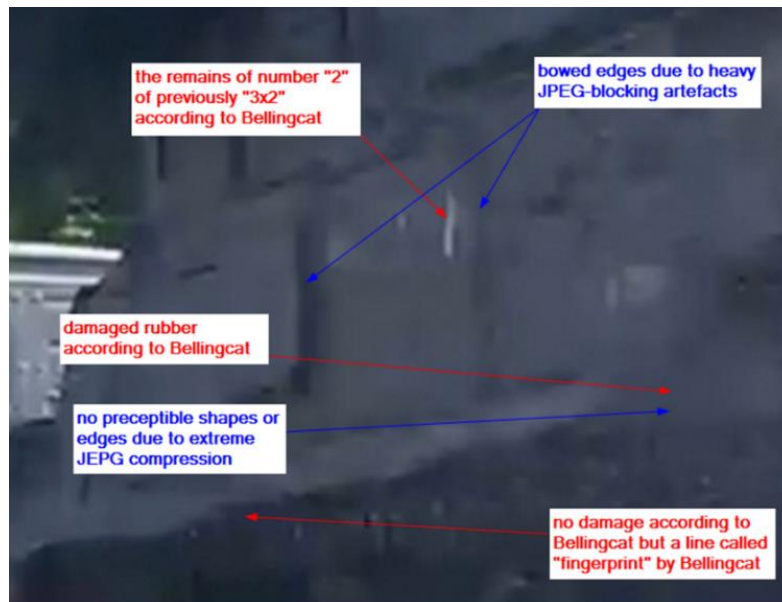 the remains of number "2"
of previously "3x2"
according to Bellingcat
bowed edges due to heavy
JPEG-blocking artefacts
damaged rubber
according to Bellingcat
no preceptible shapes or
edges due to extreme
JEPG compression
no damage according to
Bellingcat but a line called
"fingerprint" by Bellingcat